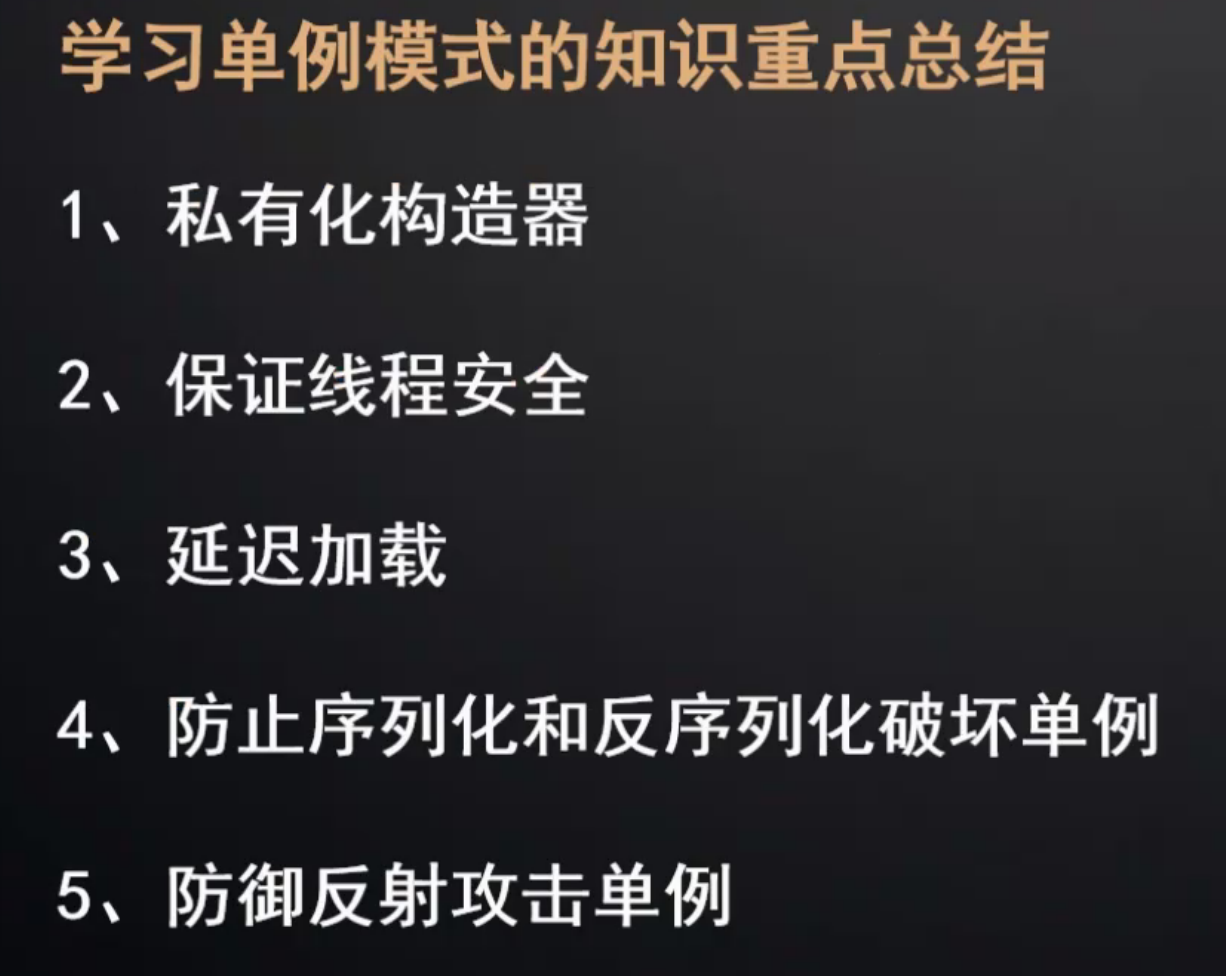 学习单例模式的知识重点总结
1、私有化构造器
2、保证线程安全
3、延迟加载
4、防止序列化和反序列化破坏单例
5、防御反射攻击单例